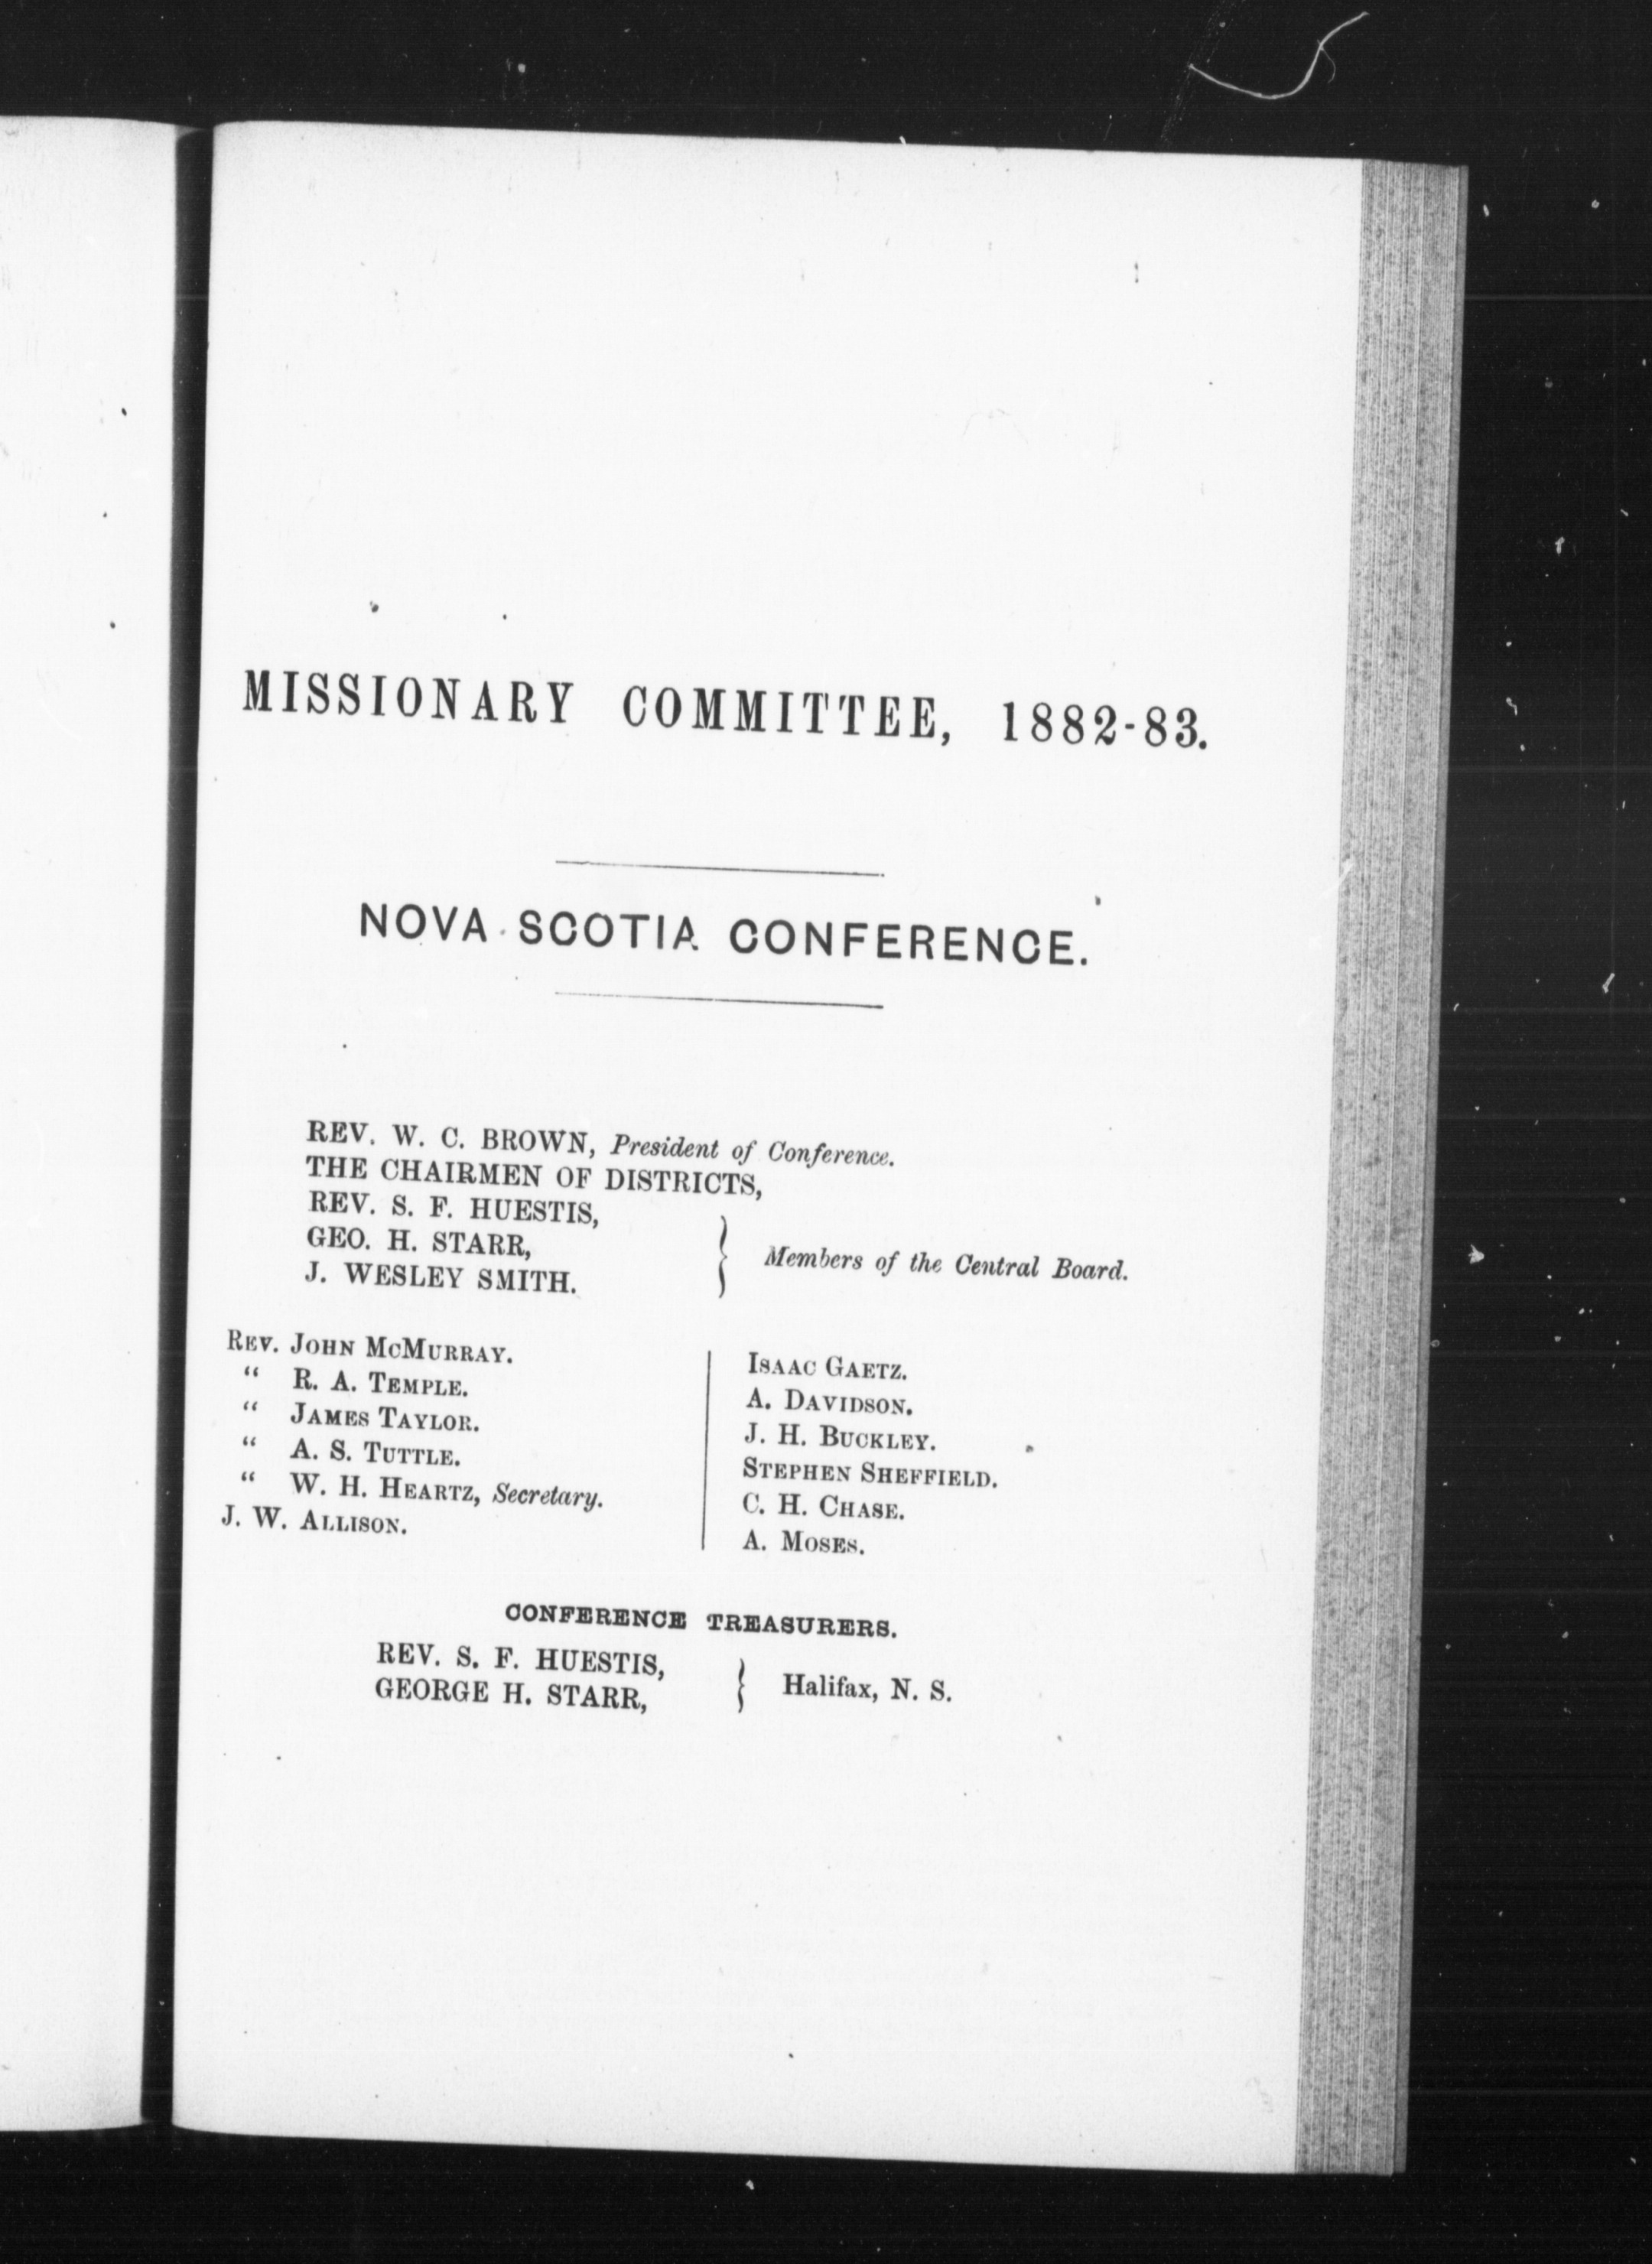 MISSIONARY COMMITTEE, 1882-83.
NOVA SCOTIA CONFERENCE.
REV. W. C. BROWN, President of Conference.
THE CHAIRMEN OF DISTRICTS,
REV. S. F. HUESTIS,
GEO. H. STARR,
J. WESLEY SMITH.
} Members of the Central Board.
REV. JOHN MCMURRAY.
“ R. A. TEMPLE.
“ JAMES TAYLOR.
“ A. S. TUTTLE.
“ W. H. HEARTZ, Secretary.
J. W. ALLISON.
ISAAC GAETZ.
A. DAVIDSON.
J. H. BUCKLEY.
STEPHEN SHEFFIELD.
C. H. CHASE.
A. MOSES.
CONFERENCE TREASURERS.
REV. S. F. HUESTIS,
GEORGE H. STARR,
} Halifax, N. S.